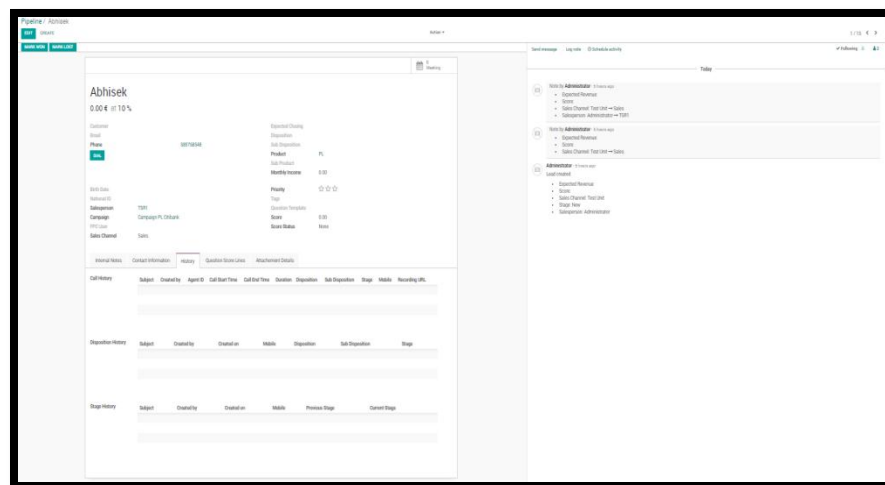 Pipeline / Abhisek
EDIT CREATE
Action
1 / 10
MARK WON MARK LOST
Send message Log note Schedule activity
Following
0
Meeting
Today
Abhisek
0.00 € at 10 %
Customer
Email
Phone
DIAL
Expected Closing
Disposition
Sub Disposition
Product PL
Sub Product
Monthly Income 0.00
National ID
Salesperson TSR1
Campaign Campaign PL Citibank
Sales Channel Sales
Priority
Tags
Question Template
Score 0.00
Score Status None
Internal Notes Contact Information History Question Score Lines Attachement Details
Call History
Subject Created by Agent ID Call Start Time Call End Time Duration Disposition Sub Disposition Stage Mobile Recording URL
Disposition History
Subject Created by Created on Mobile Disposition Sub Disposition Stage
Stage History
Subject Created by Created on Mobile Previous Stage Current Stage
Note by Administrator
Expected Revenue
Score
Sales Channel: Test Unit → Sales
Salesperson: Administrator → TSR1
Note by Administrator
Expected Revenue
Score
Sales Channel: Test Unit → Sales
Administrator
Lead created
Expected Revenue
Score
Sales Channel: Test Unit
Stage: New
Salesperson: Administrator